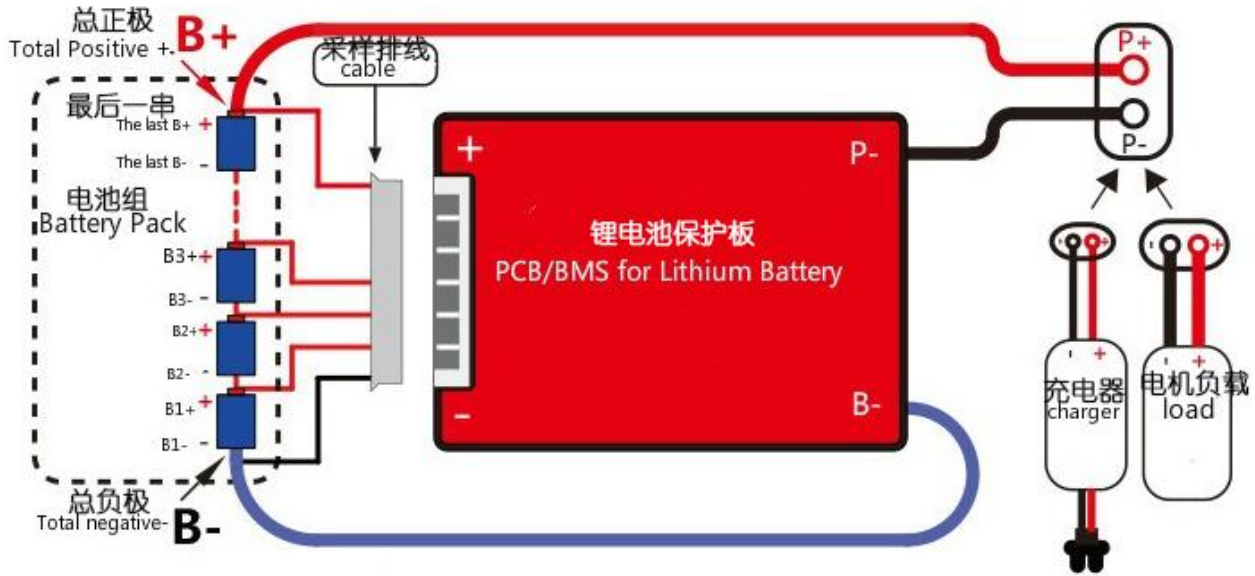 总正极
Total Positive +-
B+
采样排线
cable
最后一串
The last B+ +
The last B- -
电池组
Battery Pack
B3+ +
B3- -
B2+ +
B2- -
B1+ +
B1- -
总负极
Total negative-
B-
+
P-
锂电池保护板
PCB/BMS for Lithium Battery
B-
-
P+
P-
- +
- +
- +
充电器
charger
- +
电机负载
load